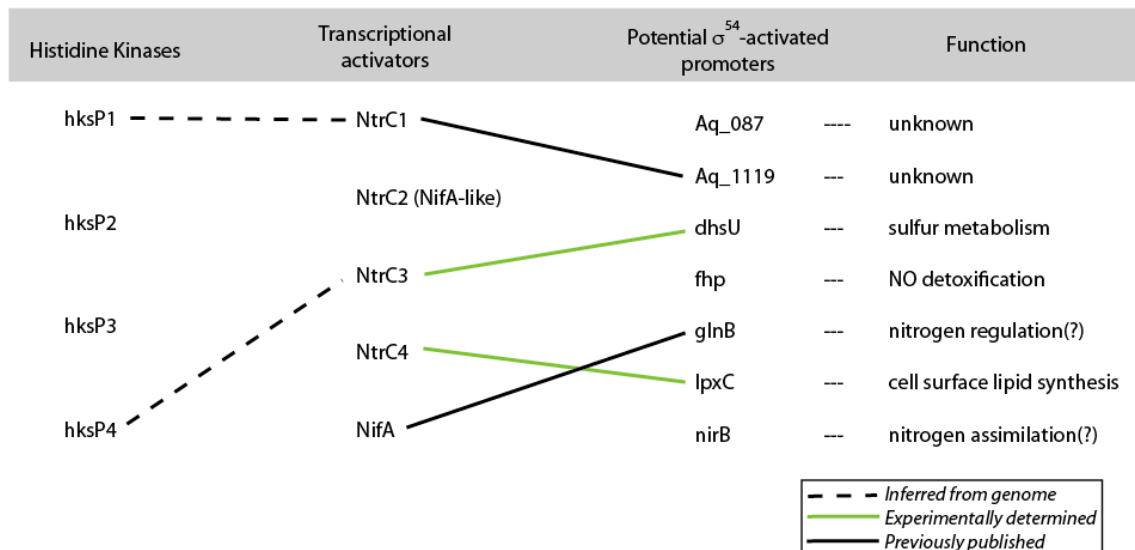 Histidine Kinases
Transcriptional
activators
Potential σ54-activated
promoters
Function
hksP1
NtrC1
Aq_087 ---- unknown
Aq_1119 --- unknown
NtrC2 (NifA-like)
hksP2
dhsU --- sulfur metabolism
NtrC3
fhp --- NO detoxification
hksP3
glnB --- nitrogen regulation(?)
NtrC4
lpxC --- cell surface lipid synthesis
hksP4
NifA
nirB --- nitrogen assimilation(?)
Inferred from genome
Experimentally determined
Previously published